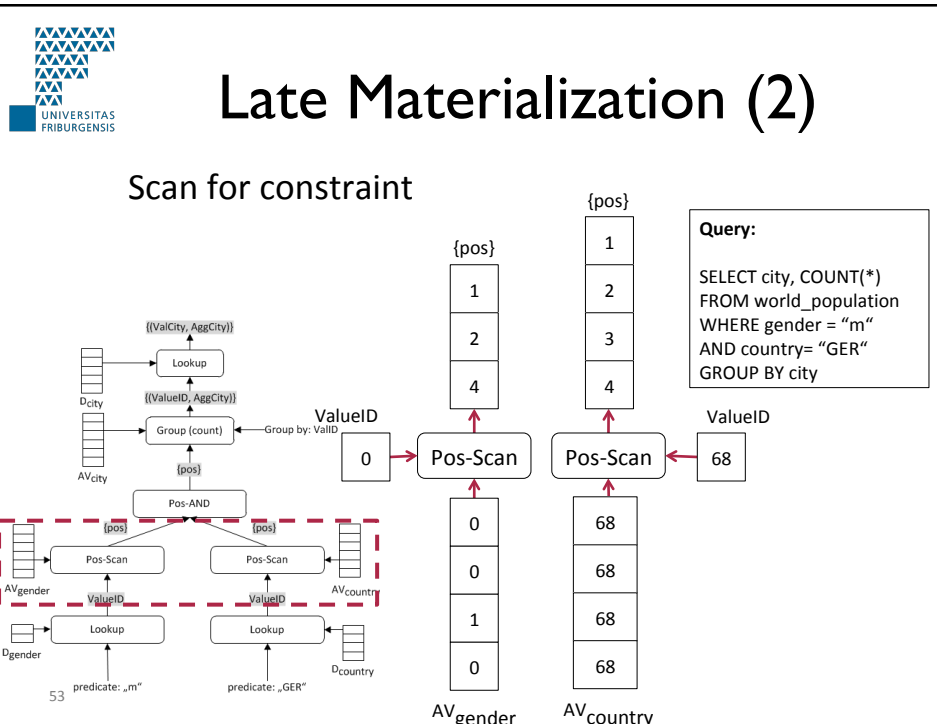 UNIVERSITAS
FRIBURGENSIS
Late Materialization (2)
Scan for constraint
{(ValCity, AggCity)}
Lookup
Dcity
{(ValueID, AggCity)}
Group (count)
Group by: ValID
AVcity
{pos}
Pos-AND
{pos}
{pos}
Pos-Scan
Pos-Scan
AVgender
AVcountry
ValueID
ValueID
Lookup
Lookup
Dgender
Dcountry
predicate: „m“
predicate: „GER“
53
{pos}
1
2
4
ValueID
0
Pos-Scan
0
0
1
0
AVgender
{pos}
1
2
3
4
ValueID
68
Pos-Scan
68
68
68
68
AVcountry
Query:
SELECT city, COUNT(*)
FROM world_population
WHERE gender = “m“
AND country= “GER“
GROUP BY city